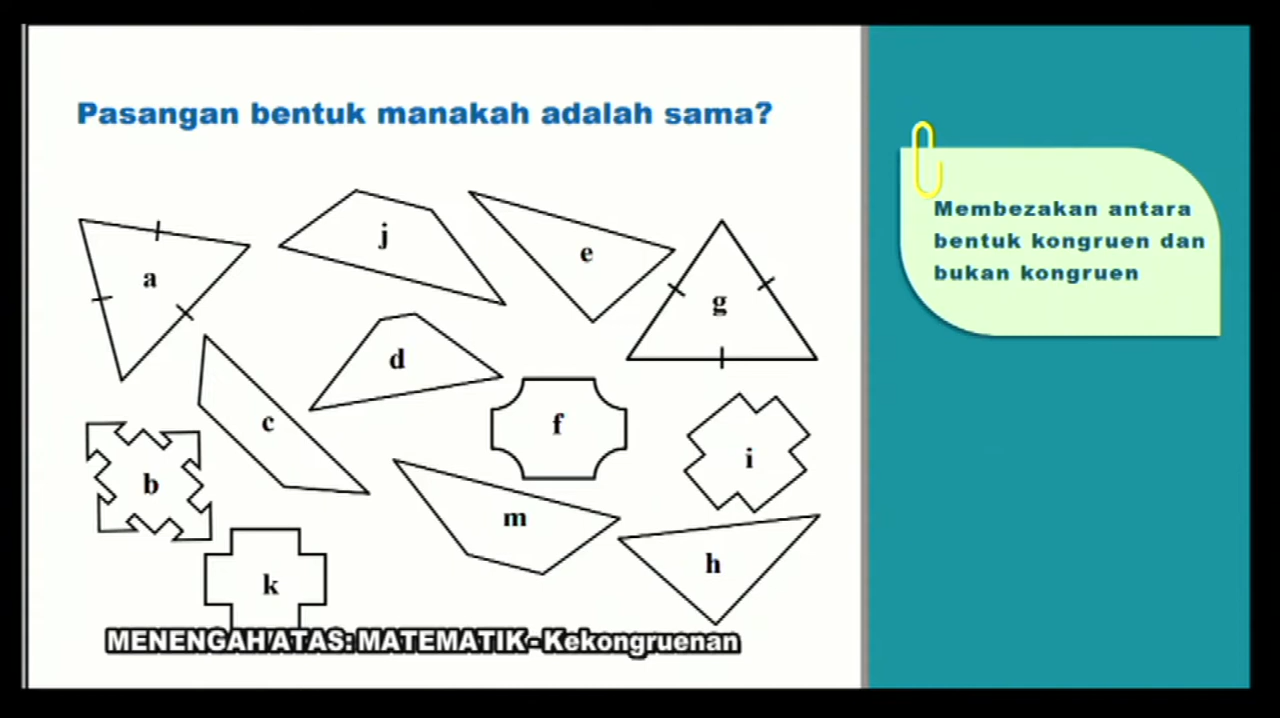 Pasangan bentuk manakah adalah sama?
Membezakan antara
bentuk kongruen dan
bukan kongruen
j
e
a
g
d
c
f
b
i
m
k
h
MENENGAH ATAS: MATEMATIK - Kekongruenan